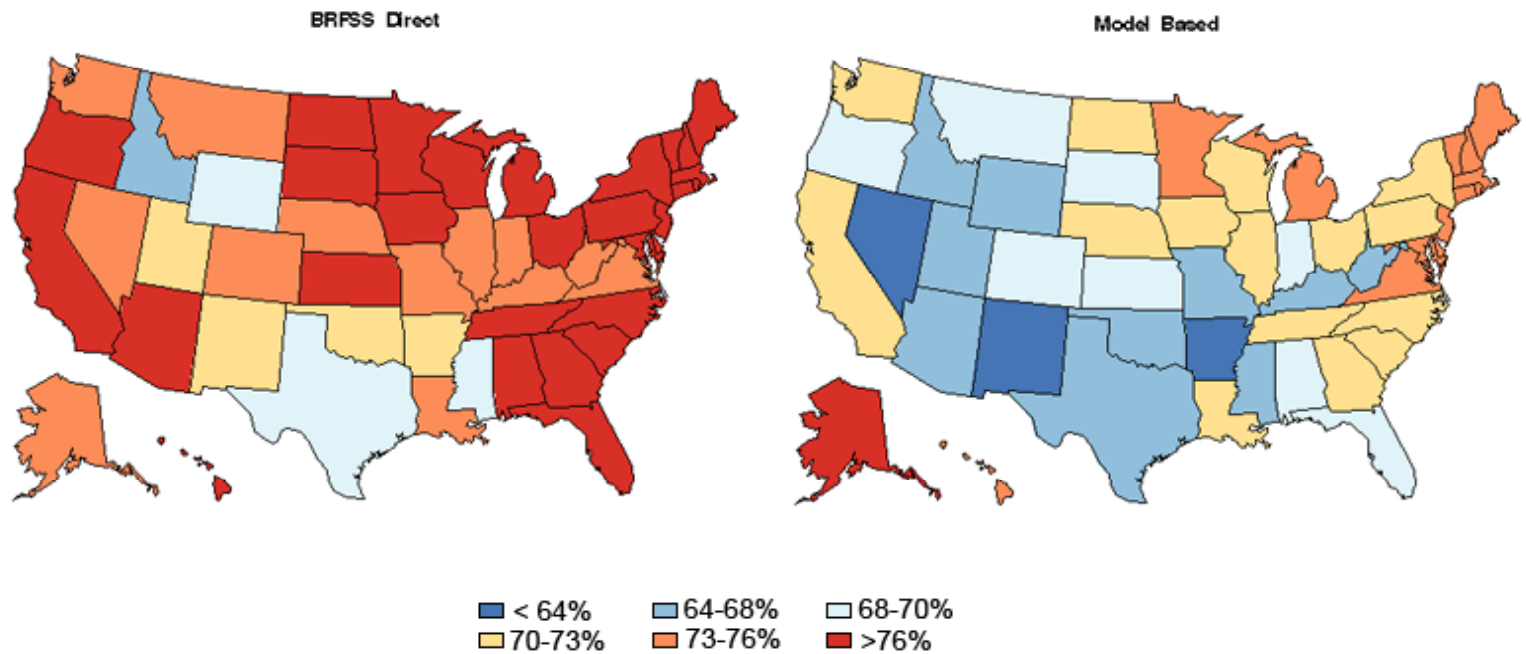 BRFSS Direct
Model Based
< 64% 64-68% 68-70%
70-73% 73-76% >76%